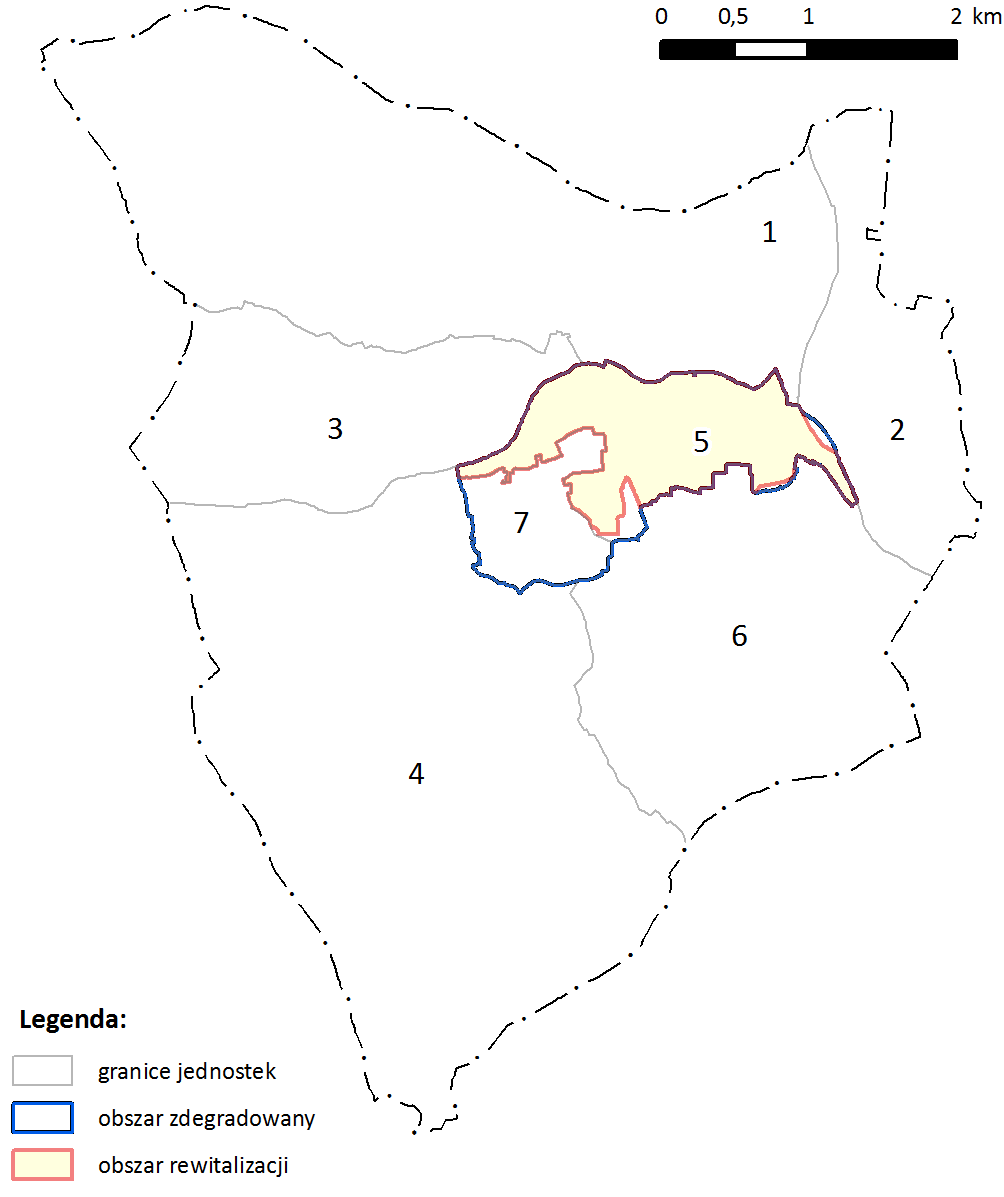 0 0,5 1 2 km
1
2
3
5
7
6
4
Legenda:
granice jednostek
obszar zdegradowany
obszar rewitalizacji